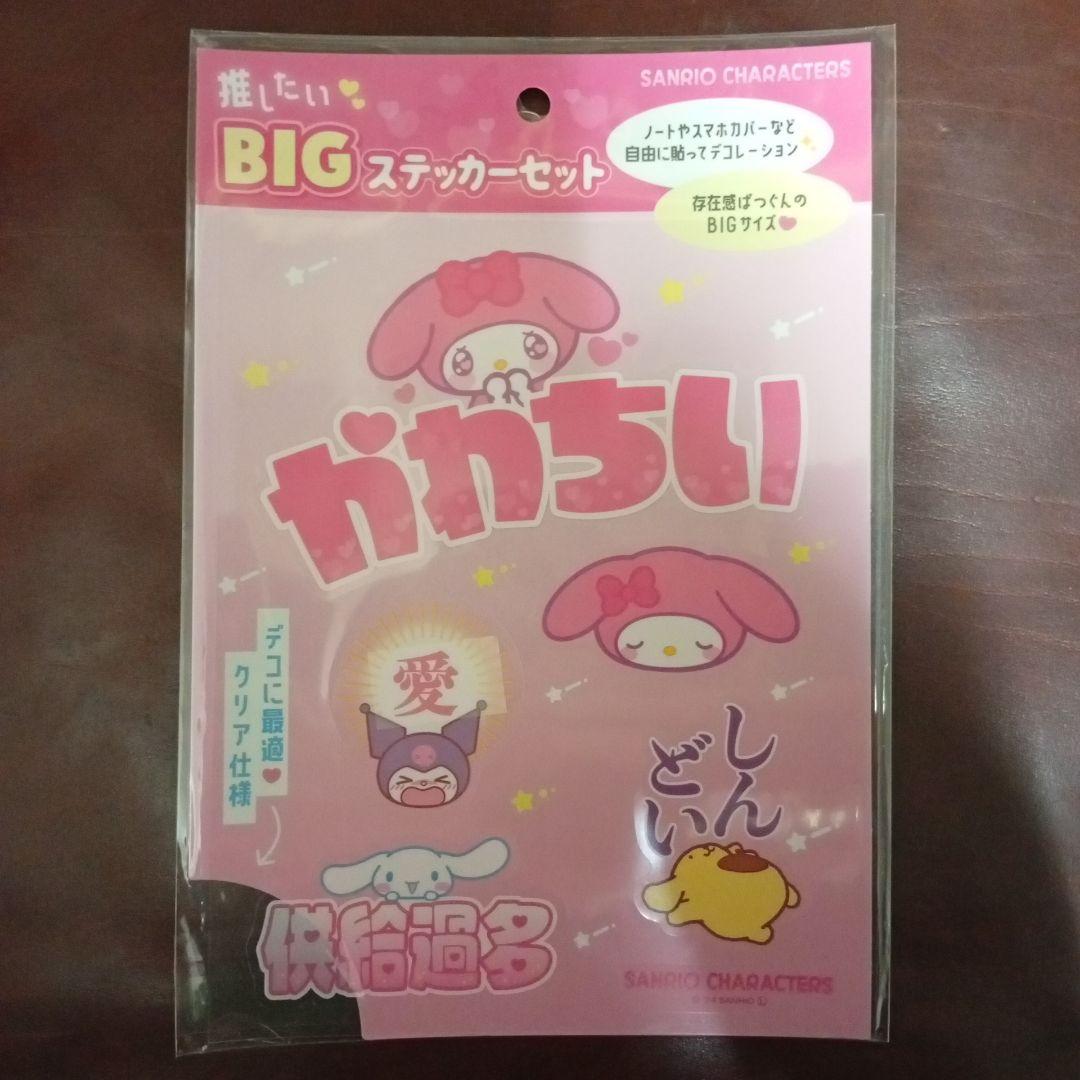 推したい
BIGステッカーセット
SANRIO CHARACTERS
ノートやスマホカバーなど
自由に貼ってデコレーション
存在感ばつぐんの
BIGサイズ
かわちい
愛
デコに最適
クリア仕様
しん
どい
供給過多
SANRIO CHARACTERS